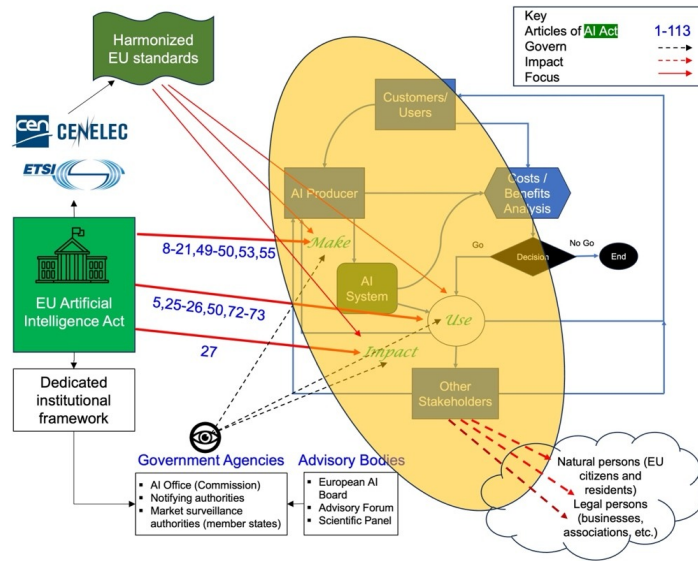 Harmonized
EU standards
Key
Articles of AI Act
1-113
Govern
Impact
Focus
cen
CENELEC
ETSI
Customers/
Users
AI Producer
Costs /
Benefits
Analysis
Make
8-21,49-50,53,55
Go
Decision
No Go
End
AI
System
EU Artificial
Intelligence Act
5,25-26,50,72-73
Use
27
Impact
Dedicated
institutional
framework
Other
Stakeholders
Government Agencies
Advisory Bodies
▪ AI Office (Commission)
▪ Notifying authorities
▪ Market surveillance
authorities (member states)
▪ European AI
Board
▪ Advisory Forum
▪ Scientific Panel
Natural persons (EU
citizens and
residents)
Legal persons
(businesses,
associations, etc.)